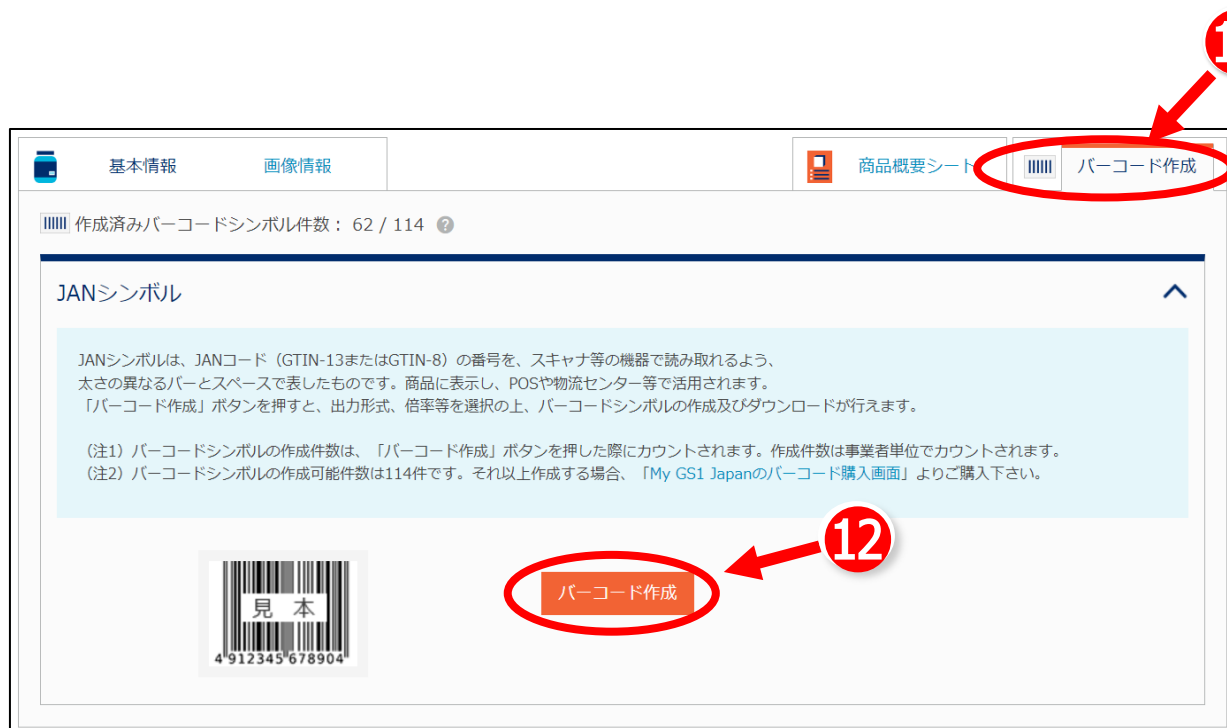 基本情報
画像情報
商品概要シート
バーコード作成
作成済みバーコードシンボル件数： 62 / 114 ?
JANシンボル
JANシンボルは、JANコード（GTIN-13またはGTIN-8）の番号を、スキャナ等の機器で読み取れるよう、
太さの異なるバーとスペースで表したものです。商品に表示し、POSや物流センター等で活用されます。
「バーコード作成」ボタンを押すと、出力形式、倍率等を選択の上、バーコードシンボルの作成及びダウンロードが行えます。
（注1）バーコードシンボルの作成件数は、「バーコード作成」ボタンを押した際にカウントされます。作成件数は事業者単位でカウントされます。
（注2）バーコードシンボルの作成可能件数は114件です。それ以上作成する場合、「My GS1 Japanのバーコード購入画面」よりご購入下さい。
12
バーコード作成
見 本
4 912345 678904